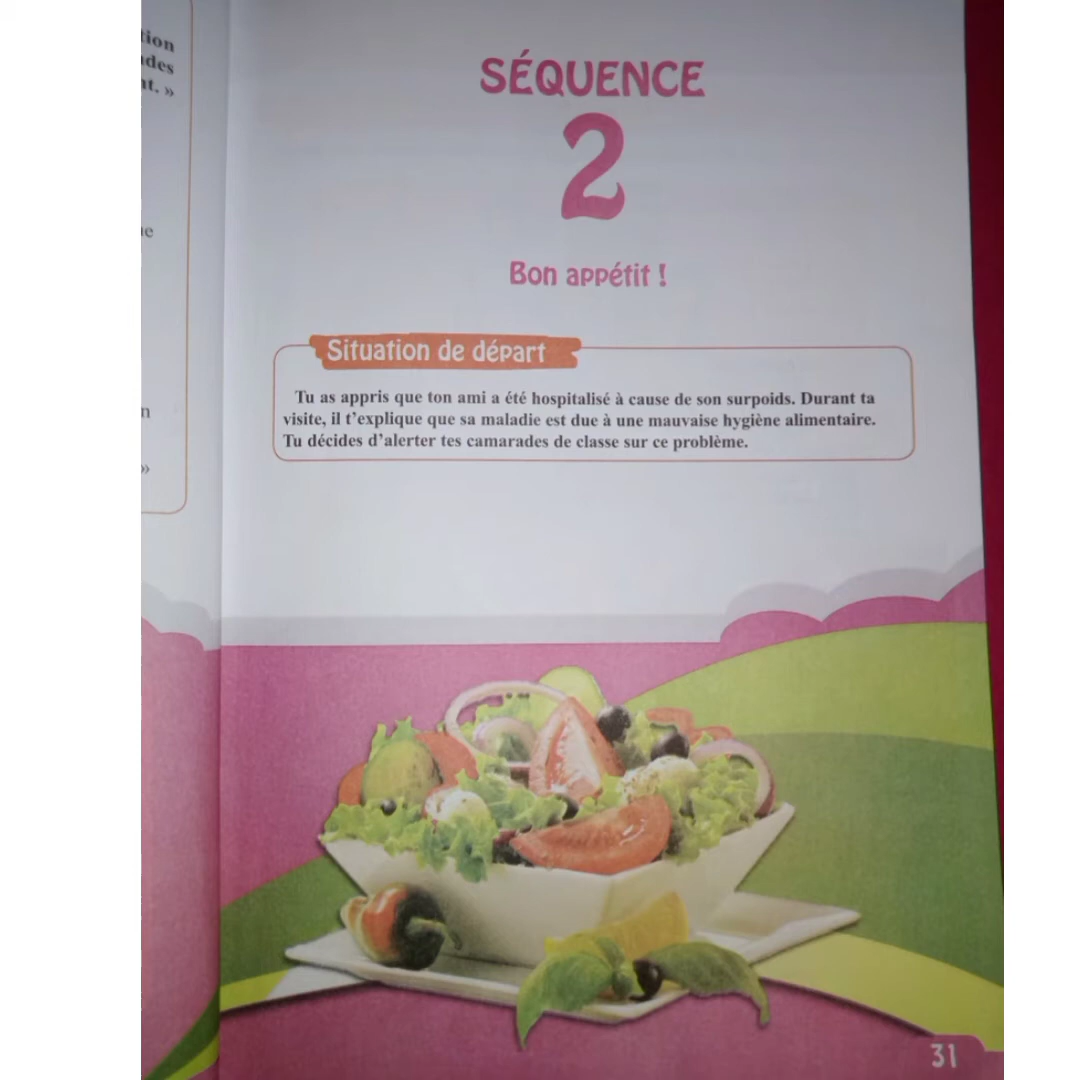 tion
nt. »
SÉQUENCE
2
Bon appétit !
Situation de départ
Tu as appris que ton ami a été hospitalisé à cause de son surpoids. Durant ta
visite, il t'explique que sa maladie est due à une mauvaise hygiène alimentaire.
Tu décides d'alerter tes camarades de classe sur ce problème.
n
»
31